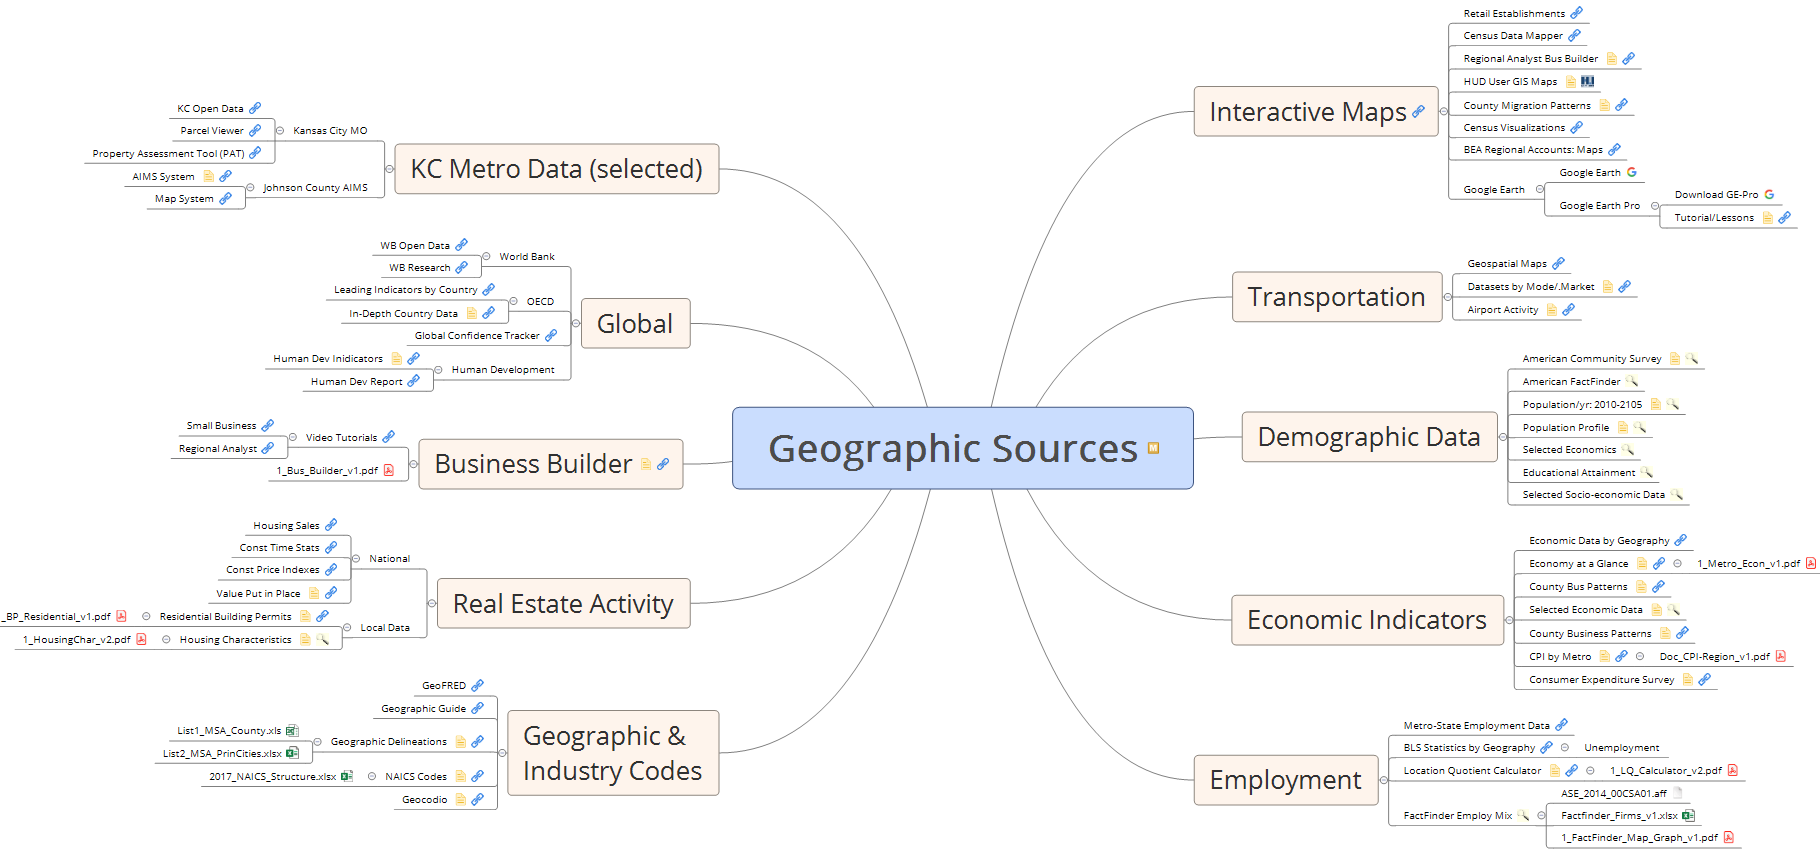 Geographic Sources
KC Metro Data (selected)
Kansas City MO
KC Open Data
Parcel Viewer
Property Assessment Tool (PAT)
Johnson County AIMS
AIMS System
Map System
Global
World Bank
WB Open Data
WB Research
OECD
Leading Indicators by Country
In-Depth Country Data
Global Confidence Tracker
Human Development
Human Dev Inidicators
Human Dev Report
Business Builder
Video Tutorials
Small Business
Regional Analyst
1_Bus_Builder_v1.pdf
Real Estate Activity
National
Housing Sales
Const Time Stats
Const Price Indexes
Value Put in Place
Local Data
Residential Building Permits
_BP_Residential_v1.pdf
Housing Characteristics
1_HousingChar_v2.pdf
Geographic &
Industry Codes
GeoFRED
Geographic Guide
Geographic Delineations
List1_MSA_County.xls
List2_MSA_PrinCities.xlsx
NAICS Codes
2017_NAICS_Structure.xlsx
Geocodio
Interactive Maps
Retail Establishments
Census Data Mapper
Regional Analyst Bus Builder
HUD User GIS Maps
County Migration Patterns
Census Visualizations
BEA Regional Accounts: Maps
Google Earth
Google Earth
Google Earth Pro
Download GE-Pro
Tutorial/Lessons
Transportation
Geospatial Maps
Datasets by Mode/.Market
Airport Activity
Demographic Data
American Community Survey
American FactFinder
Population/yr: 2010-2105
Population Profile
Selected Economics
Educational Attainment
Selected Socio-economic Data
Economic Indicators
Economic Data by Geography
Economy at a Glance
1_Metro_Econ_v1.pdf
County Bus Patterns
Selected Economic Data
County Business Patterns
CPI by Metro
Doc_CPI-Region_v1.pdf
Consumer Expenditure Survey
Employment
Metro-State Employment Data
BLS Statistics by Geography
Unemployment
Location Quotient Calculator
1_LQ_Calculator_v2.pdf
FactFinder Employ Mix
ASE_2014_00CSA01.aff
Factfinder_Firms_v1.xlsx
1_FactFinder_Map_Graph_v1.pdf